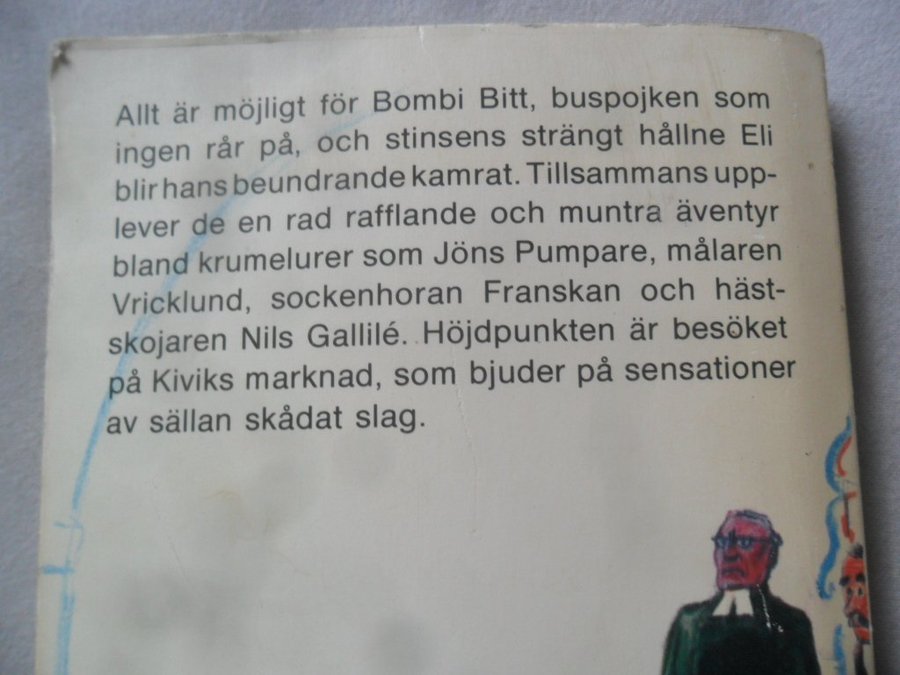 Allt är möjligt för Bombi Bitt, buspojken som
ingen rår på, och stinsens strängt hållne Eli
blir hans beundrande kamrat. Tillsammans upp-
lever de en rad rafflande och muntra äventyr
bland krumelurer som Jöns Pumpare, målaren
Vricklund, sockenhoran Franskan och häst-
skojaren Nils Gallilé. Höjdpunkten är besöket
på Kiviks marknad, som bjuder på sensationer
av sällan skådat slag.